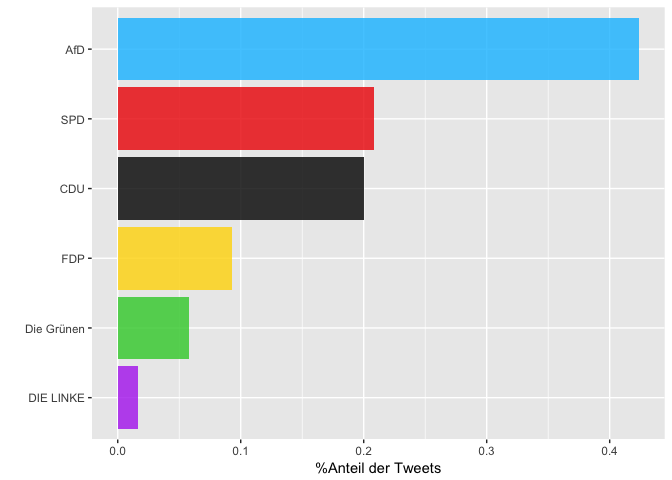 AfD
SPD
CDU
FDP
Die Grünen
DIE LINKE
0.0 0.1 0.2 0.3 0.4
%Anteil der Tweets